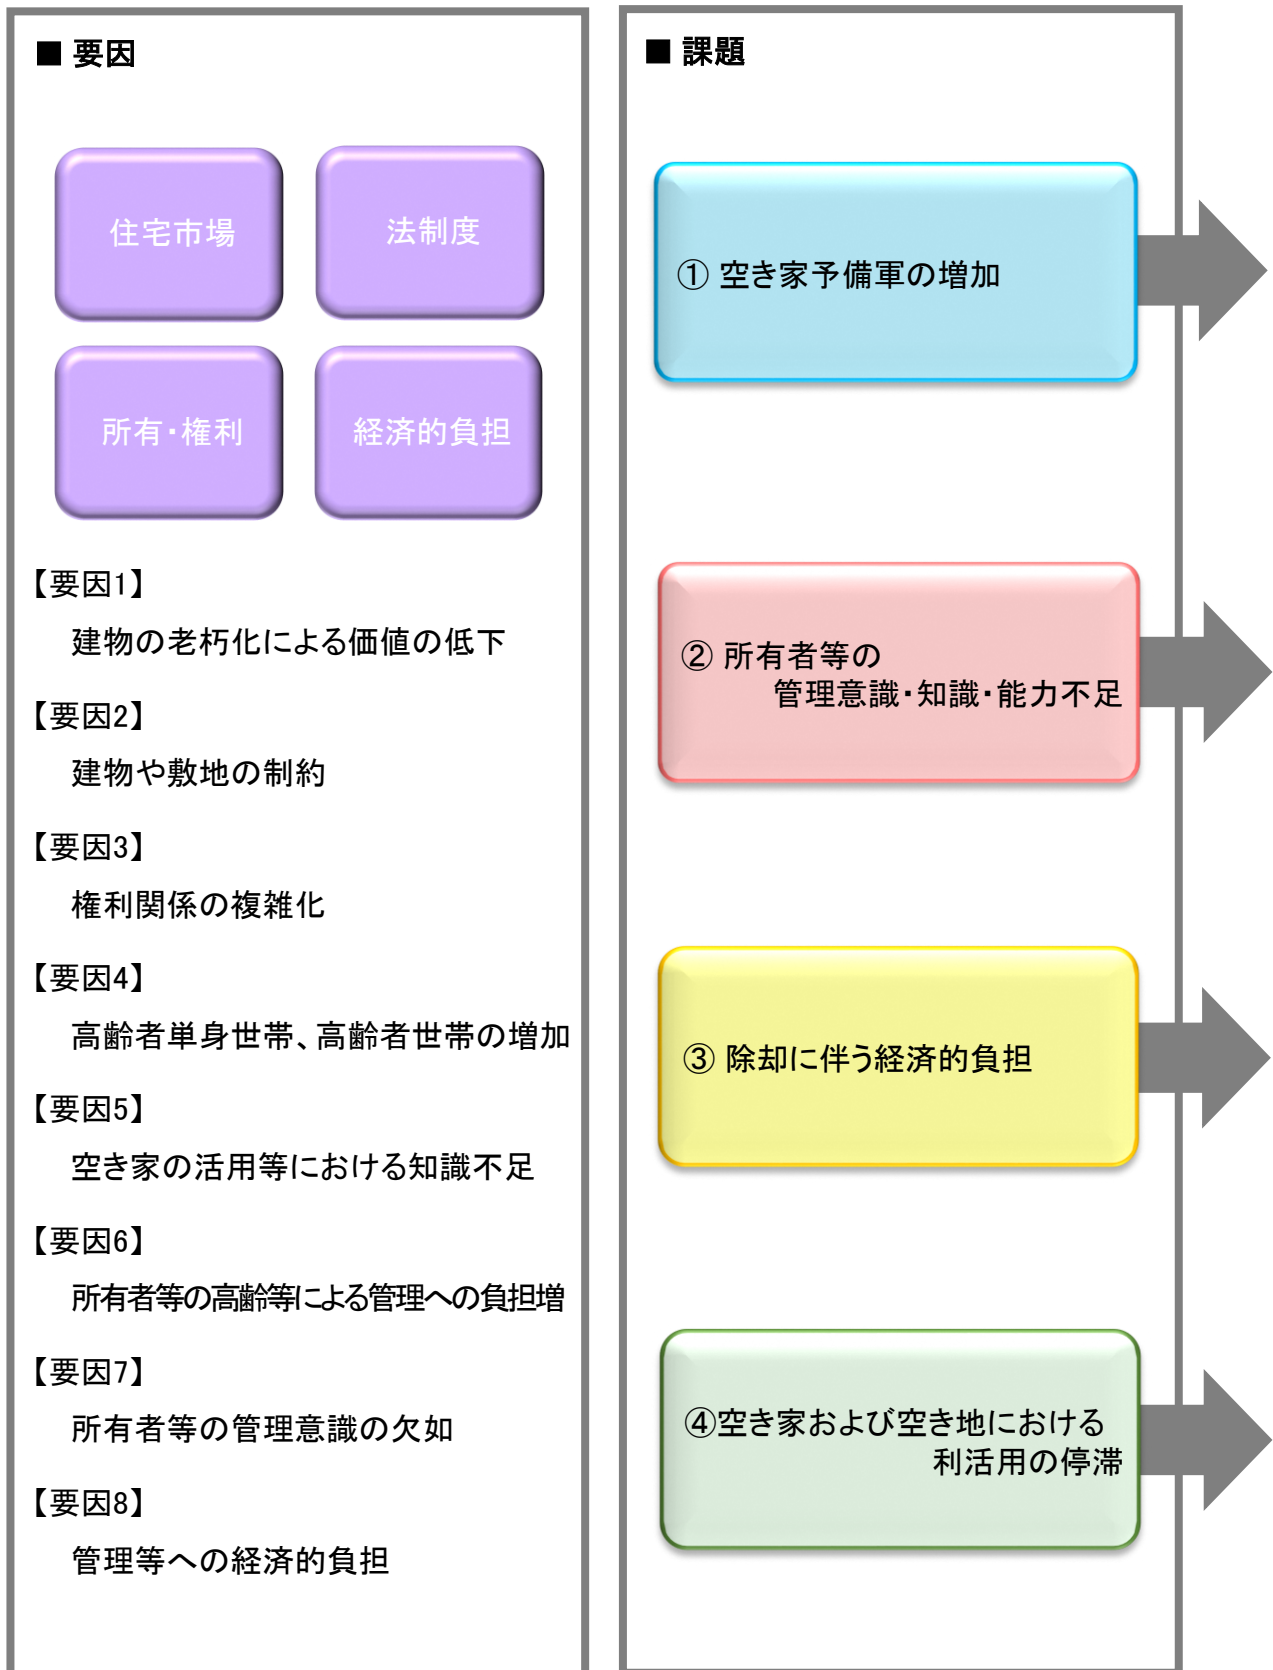 ■ 要因
住宅市場
法制度
所有・権利
経済的負担
【要因1】
建物の老朽化による価値の低下
【要因2】
建物や敷地の制約
【要因3】
権利関係の複雑化
【要因4】
高齢者単身世帯、高齢者世帯の増加
【要因5】
空き家の活用等における知識不足
【要因6】
所有者等の高齢等による管理への負担増
【要因7】
所有者等の管理意識の欠如
【要因8】
管理等への経済的負担
■ 課題
① 空き家予備軍の増加
② 所有者等の
管理意識・知識・能力不足
③ 除却に伴う経済的負担
④空き家および空き地における
利活用の停滞